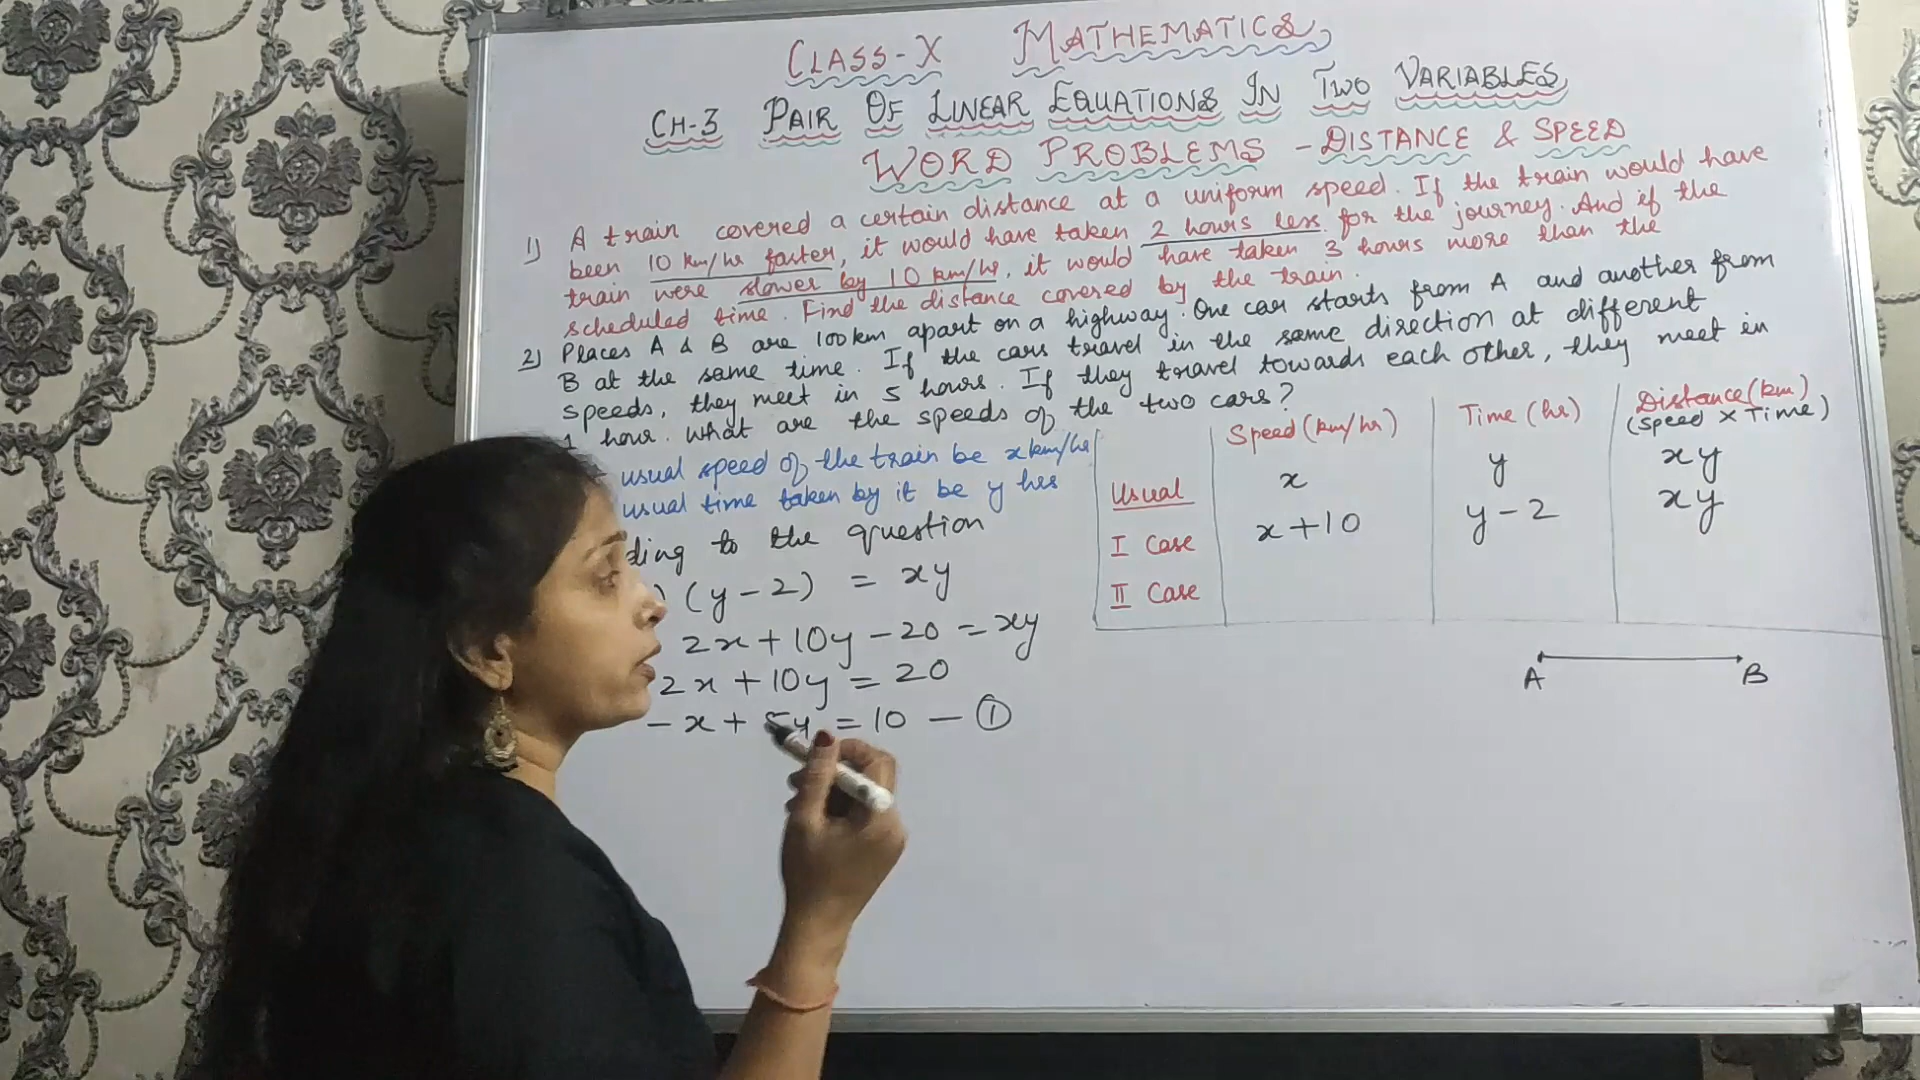 CLASS-X MATHEMATICS
CH-3 PAIR OF LINEAR EQUATIONS IN TWO VARIABLES
WORD PROBLEMS - DISTANCE & SPEED
1) A train covered a certain distance at a uniform speed. If the train would have
been 10 km/hr faster, it would have taken 2 hours less for the journey. And if the
train were slower by 10 km/hr, it would have taken 3 hours more than the
scheduled time. Find the distance covered by the train.
2) Places A & B are 100km apart on a highway. One car starts from A and another from
B at the same time. If the cars travel in the same direction at different
speeds, they meet in 5 hours. If they travel towards each other, they meet in
1 hour. What are the speeds of the two cars?
usual speed of the train be x km/hr
usual time taken by it be y hrs
to the question
(y-2) = xy
2x+10y-20=xy
2x+10y=20
-x+5y=10 - ①
Speed (km/hr) Time (hr) Distance (km)
(Speed × Time)
Usual x y xy
I Case x+10 y-2 xy
II Case
A B